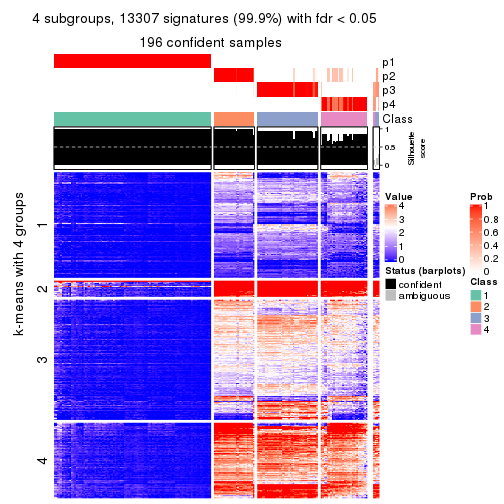 4 subgroups, 13307 signatures (99.9%) with fdr < 0.05
196 confident samples
p1
p2
p3
p4
Class
1
0.5
0
Silhouette
score
k-means with 4 groups
1
2
3
4
Value
4
3
2
1
0
Status (barplots)
confident
ambiguous
Prob
1
0.8
0.6
0.4
0.2
0
Class
1
2
3
4